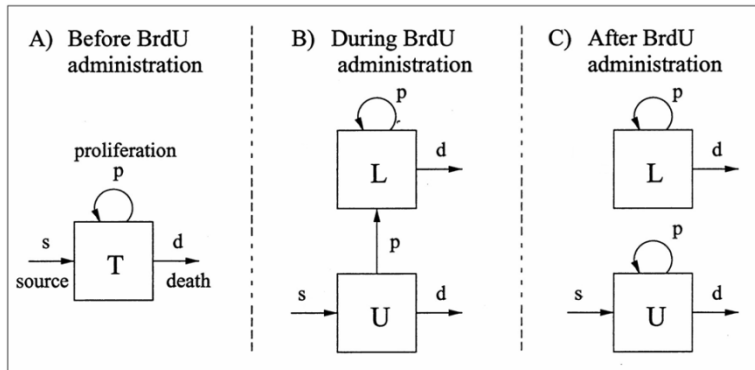 A) Before BrdU
administration
proliferation
p
s
d
source
T
death
B) During BrdU
administration
p
L
d
p
s
U
d
C) After BrdU
administration
p
L
d
p
s
U
d